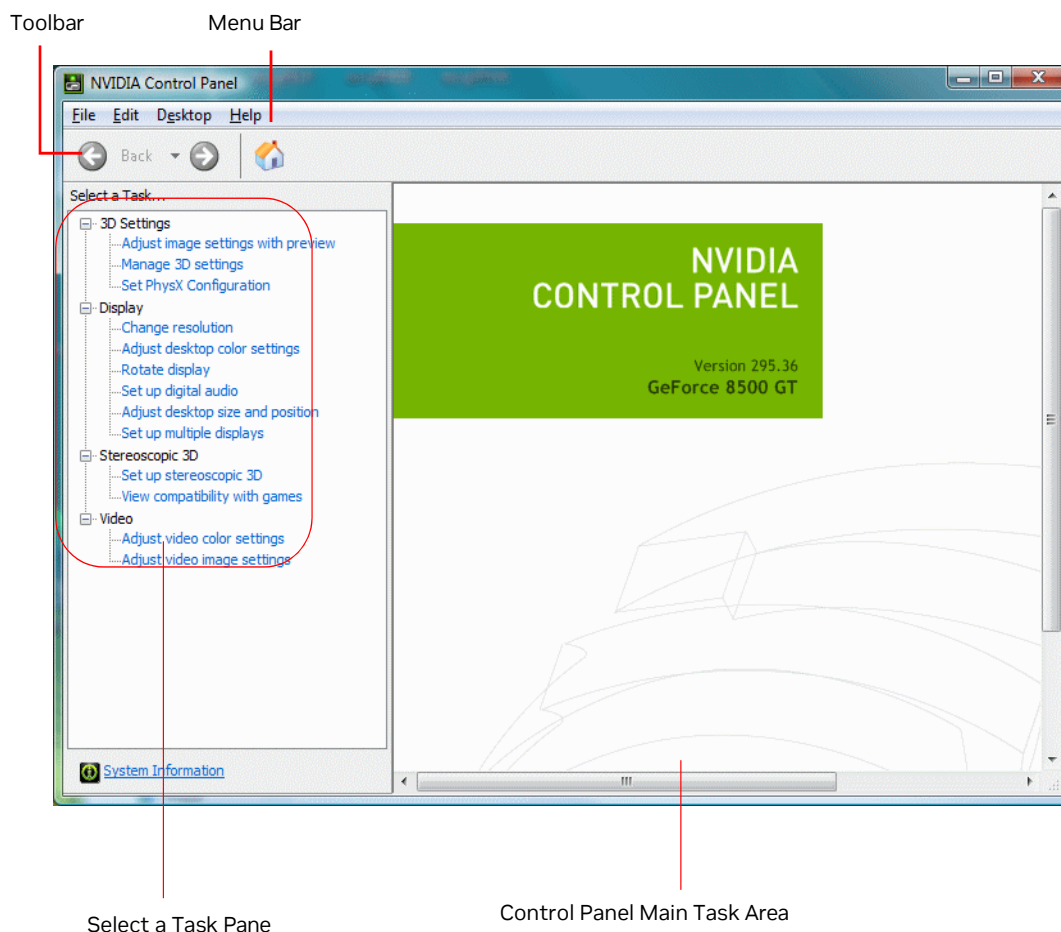 Toolbar
Menu Bar
NVIDIA Control Panel
File Edit Desktop Help
Back
Select a Task...
3D Settings
Adjust image settings with preview
Manage 3D settings
Set PhysX Configuration
Display
Change resolution
Adjust desktop color settings
Rotate display
Set up digital audio
Adjust desktop size and position
Set up multiple displays
Stereoscopic 3D
Set up stereoscopic 3D
View compatibility with games
Video
Adjust video color settings
Adjust video image settings
System Information
NVIDIA
CONTROL PANEL
Version 295.36
GeForce 8500 GT
Select a Task Pane
Control Panel Main Task Area